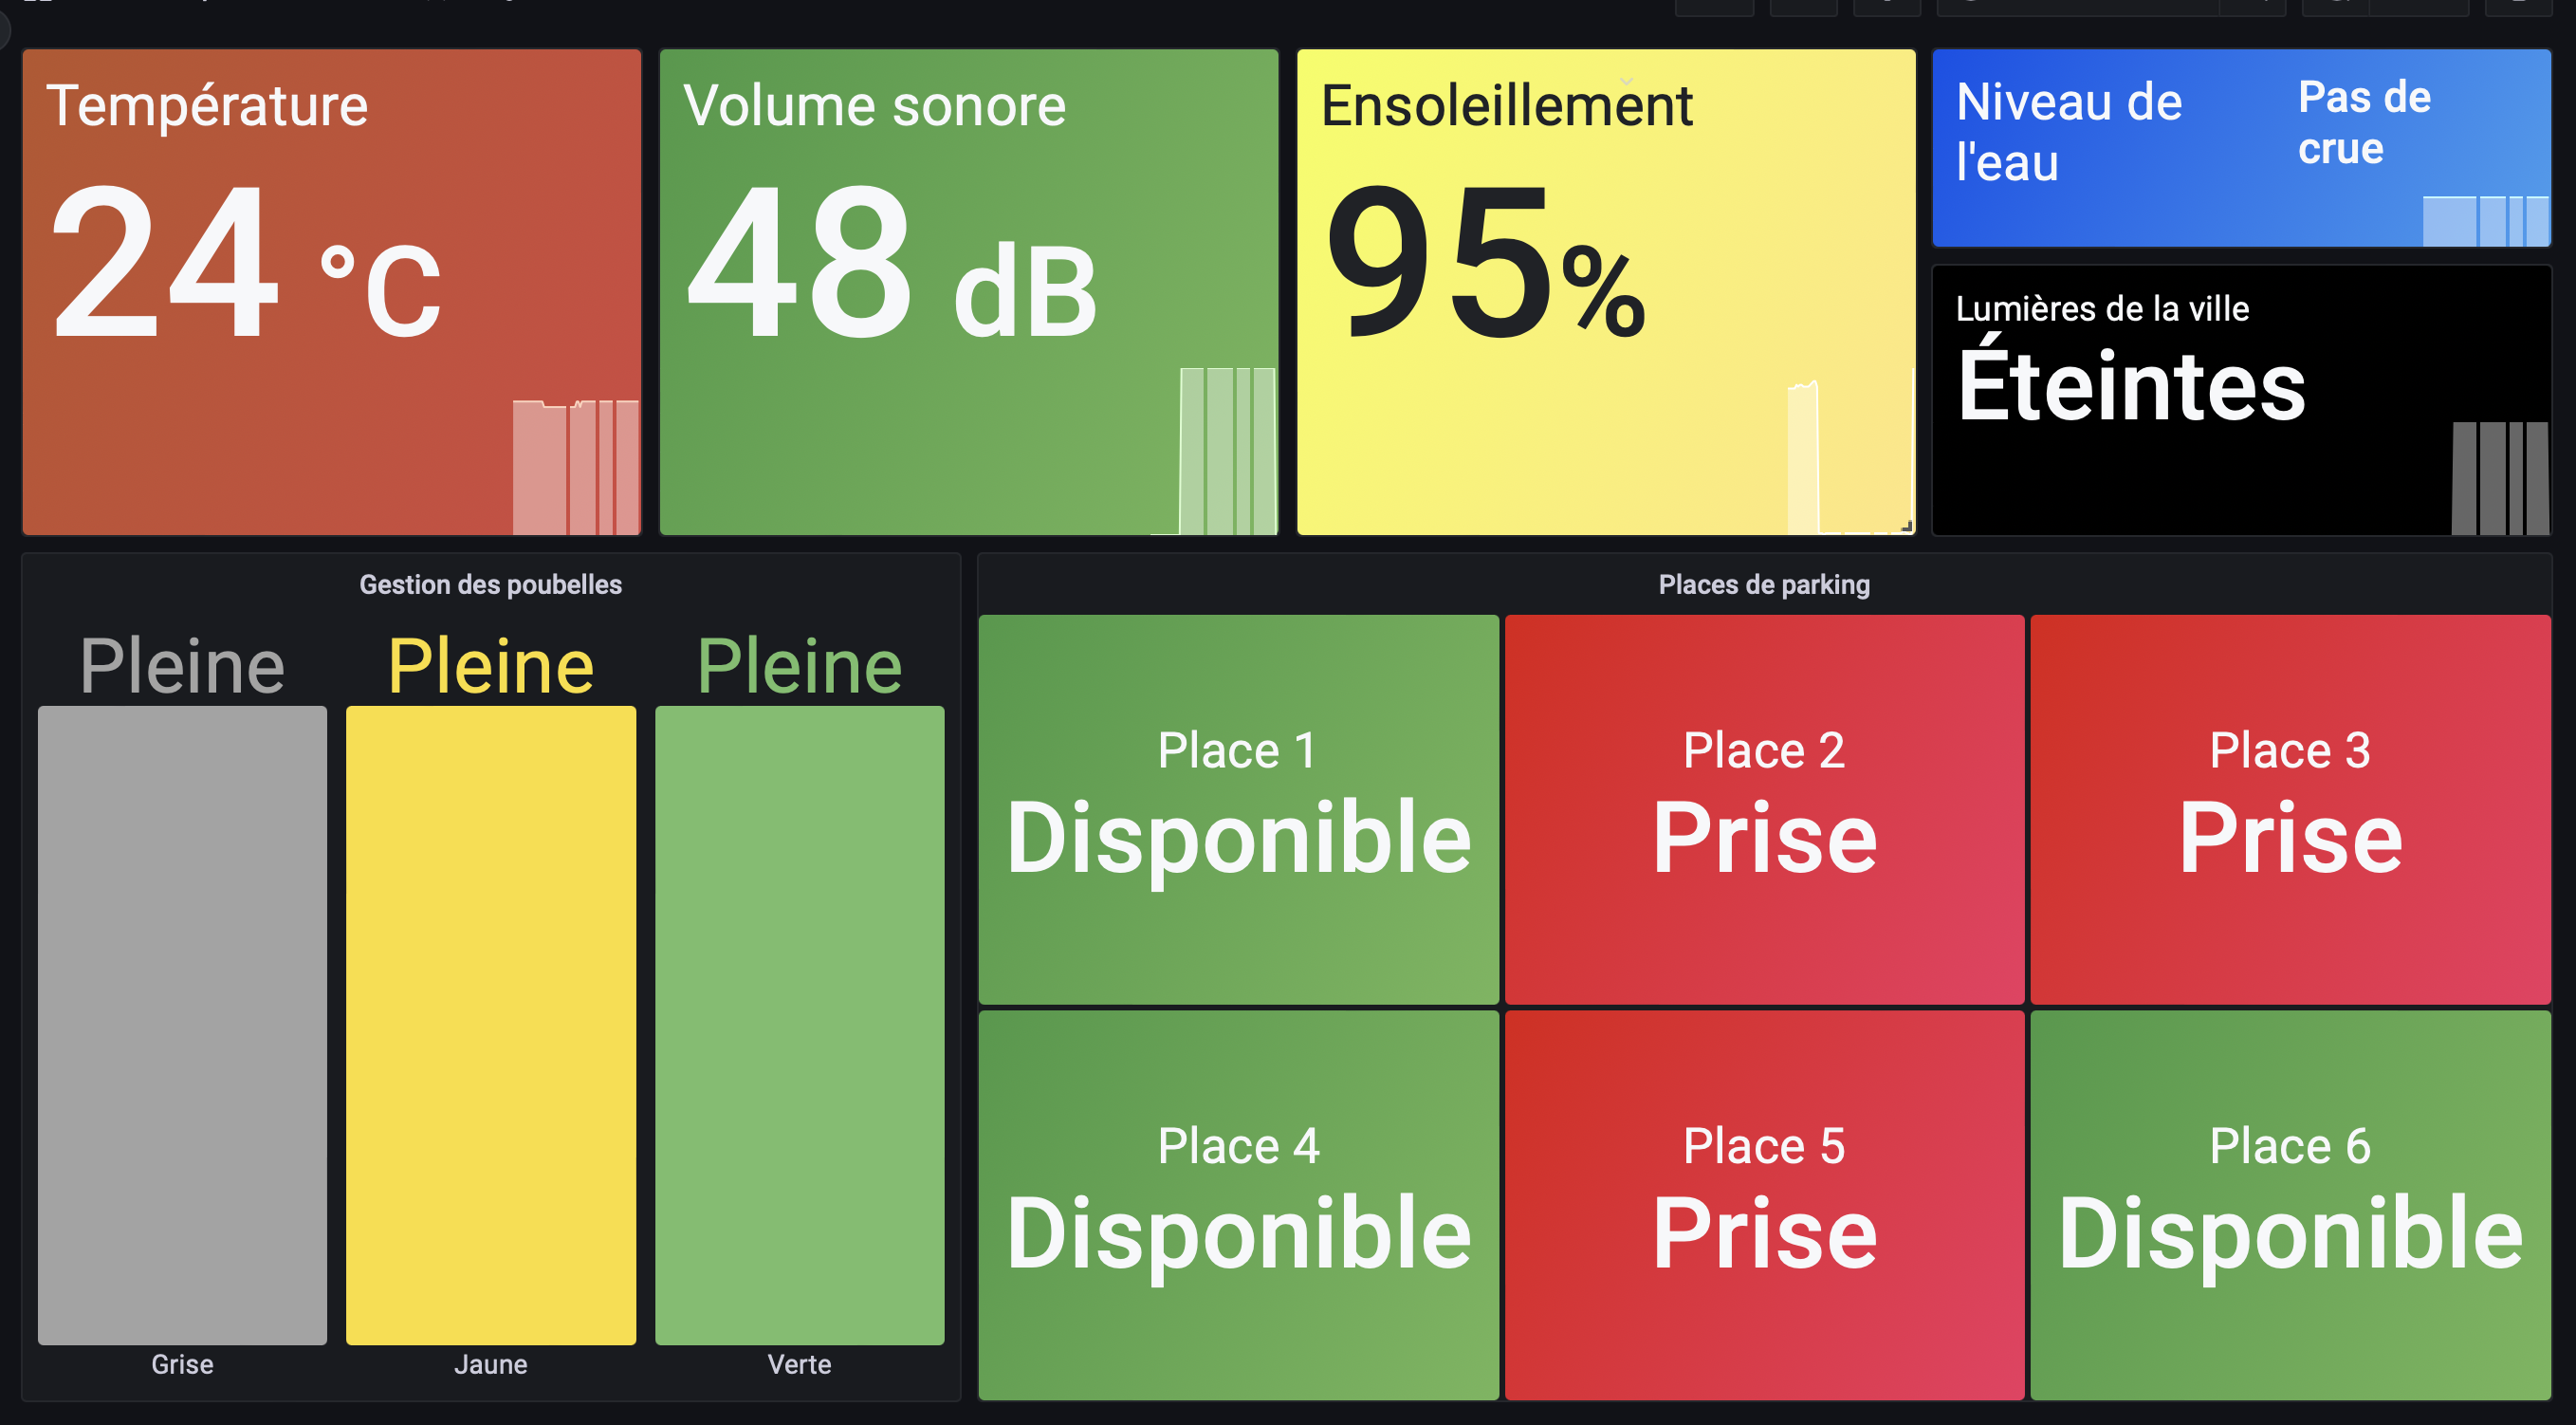 Température
24 °C
Volume sonore
48 dB
Ensoleillement
95%
Niveau de
l'eau
Pas de
crue
Lumières de la ville
Éteintes
Gestion des poubelles
Pleine
Pleine
Pleine
Grise
Jaune
Verte
Places de parking
Place 1
Disponible
Place 2
Prise
Place 3
Prise
Place 4
Disponible
Place 5
Prise
Place 6
Disponible